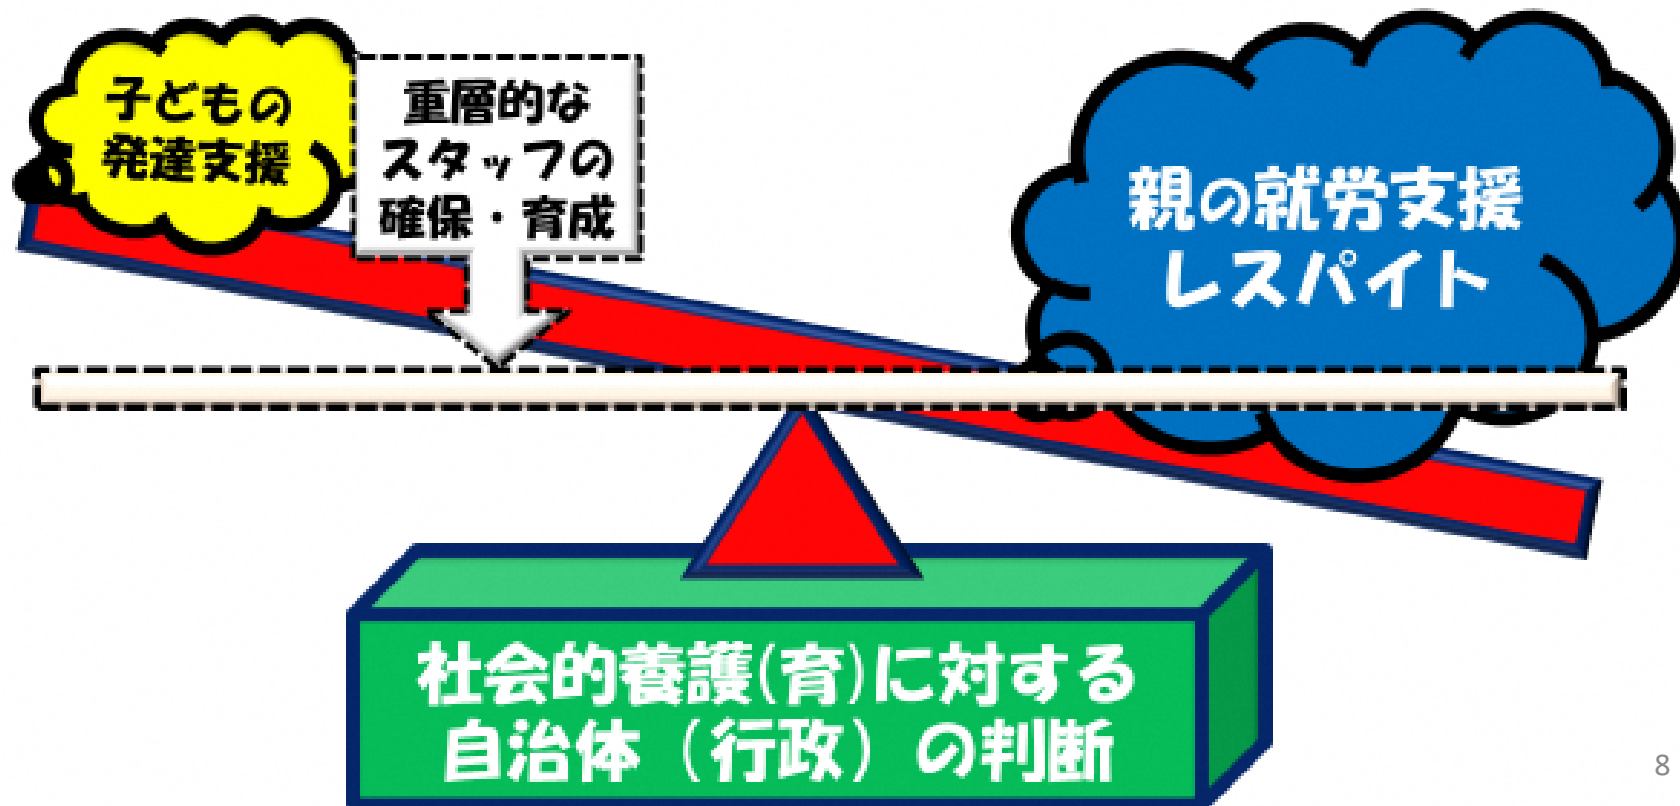 子どもの
発達支援
重層的な
スタッフの
確保・育成
親の就労支援
レスパイト
社会的養護(育)に対する
自治体（行政）の判断
8